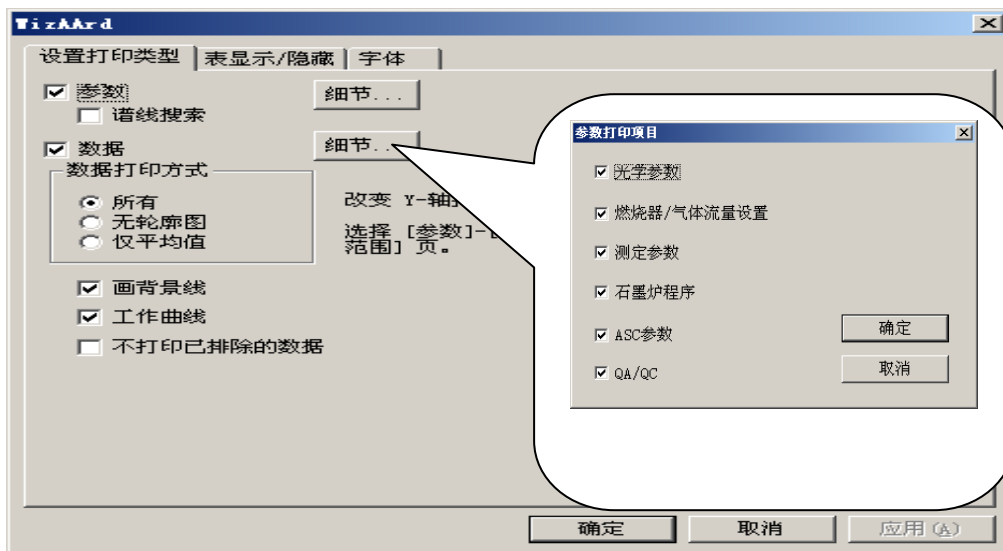 WizAArd
设置打印类型 表显示/隐藏 字体
参数 细节...
谱线搜索
数据 细节...
数据打印方式
所有
无轮廓图
仅平均值
改变 Y-轴
选择 [参数]-[
范围] 页。
画背景线
工作曲线
不打印已排除的数据
确定 取消 应用(A)
参数打印项目
光学参数
燃烧器/气体流量设置
测定参数
石墨炉程序
ASC参数
QA/QC
确定
取消